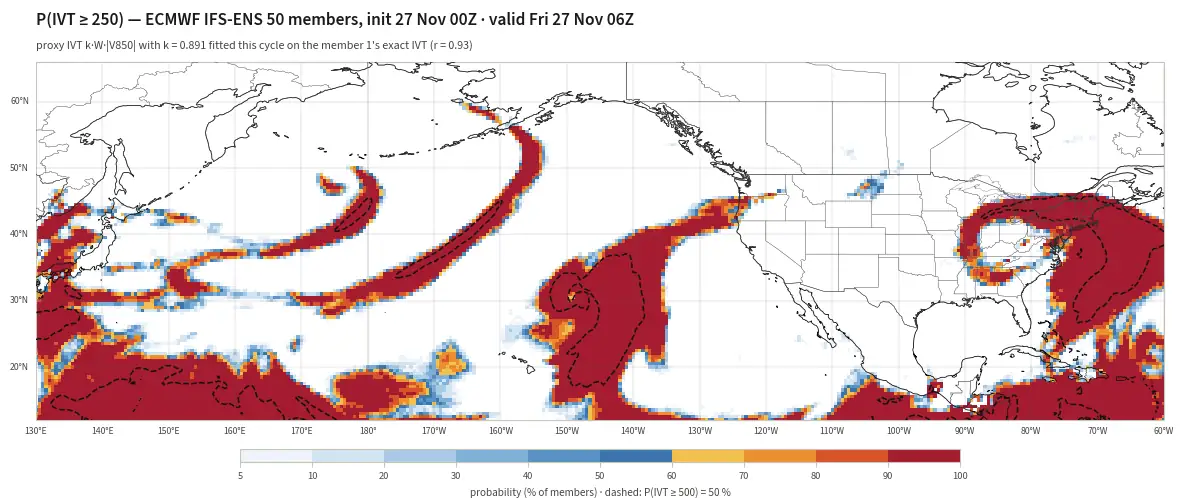 P(IVT ≥ 250) — ECMWF IFS-ENS 50 members, init 27 Nov 00Z · valid Fri 27 Nov 06Z
proxy IVT k·W·|V850| with k = 0.891 fitted this cycle on the member 1's exact IVT (r = 0.93)
60°N
50°N
40°N
30°N
20°N
130°E 140°E 150°E 160°E 170°E 180° 170°W 160°W 150°W 140°W 130°W 120°W 110°W 100°W 90°W 80°W 70°W 60°W
5 10 20 30 40 50 60 70 80 90 100
probability (% of members) · dashed: P(IVT ≥ 500) = 50 %